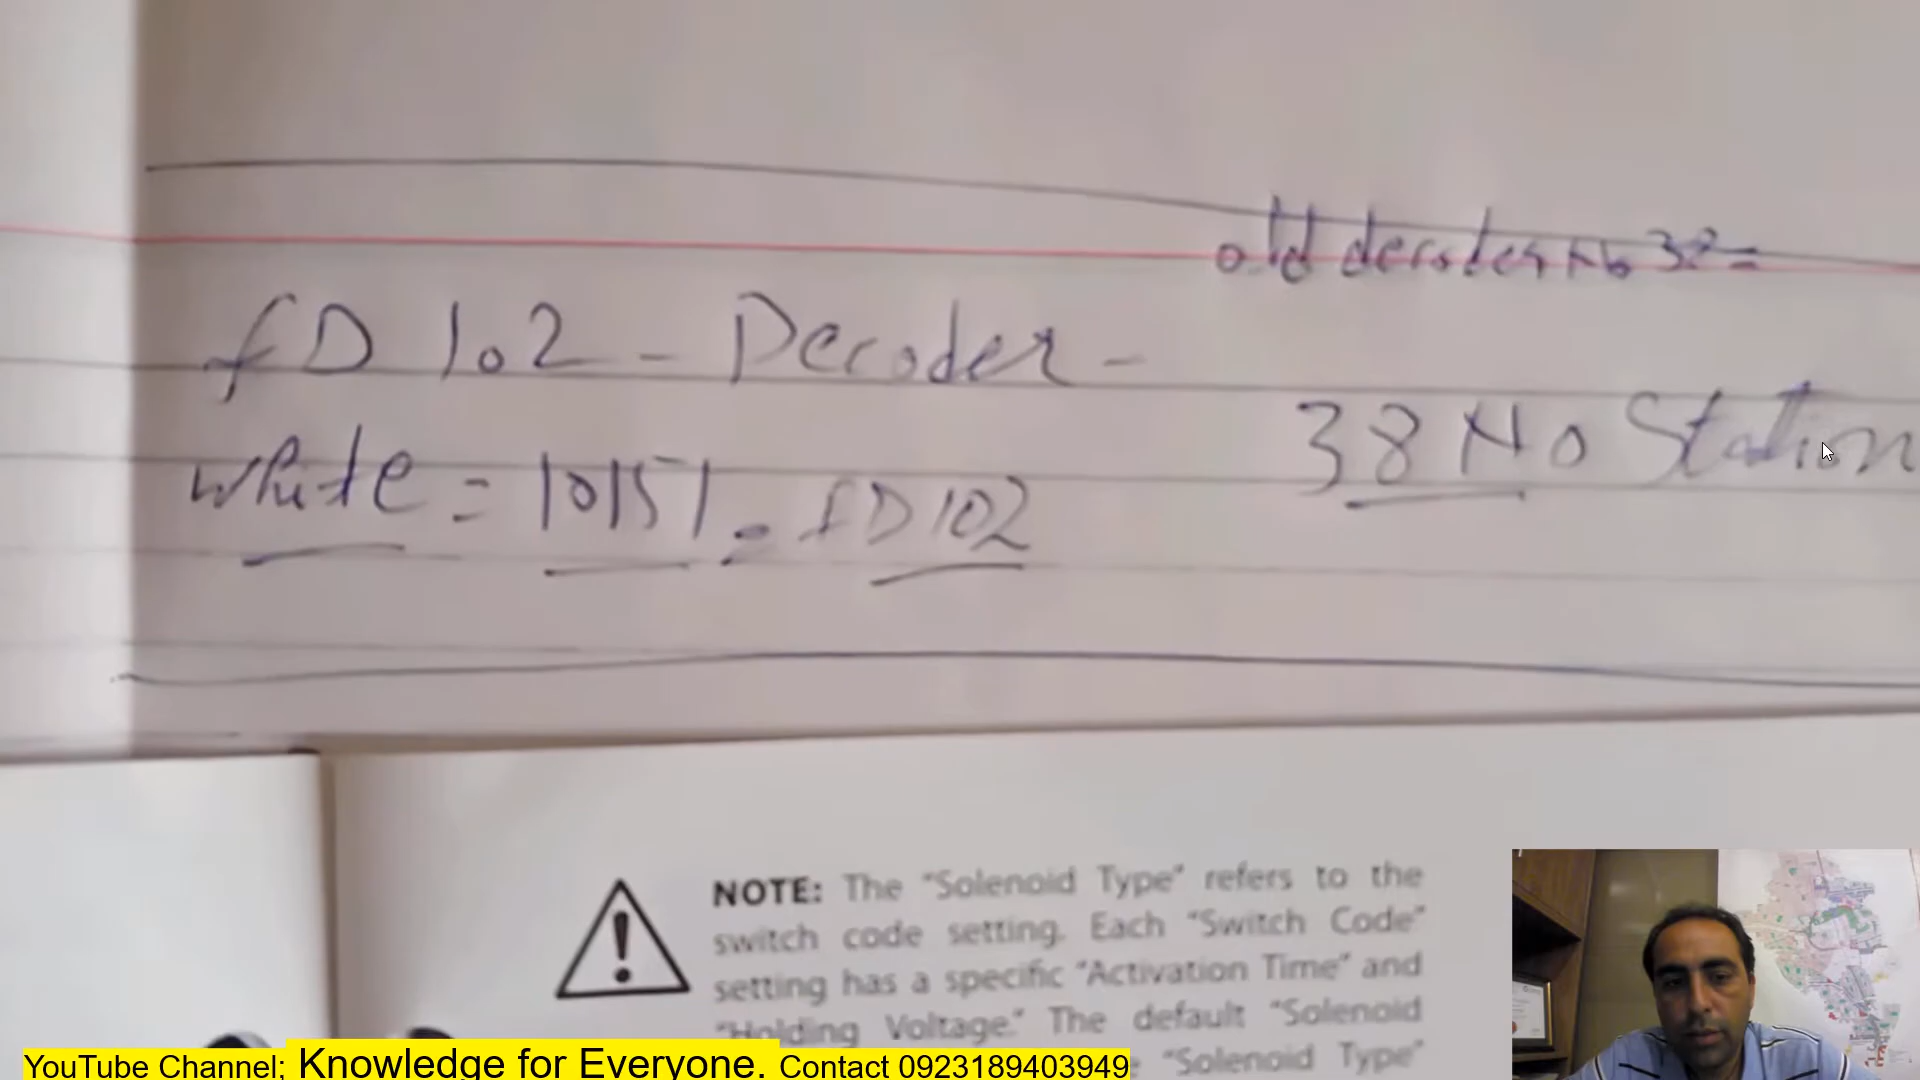 old decoder No 38=
fD 102 - Decoder -
38 No Station
white = 10151 = fD102
NOTE: The “Solenoid Type” refers to the
switch code setting. Each “Switch Code”
setting has a specific “Activation Time” and
“Holding Voltage.” The default “Solenoid
“Solenoid Type”
YouTube Channel; Knowledge for Everyone. Contact 0923189403949